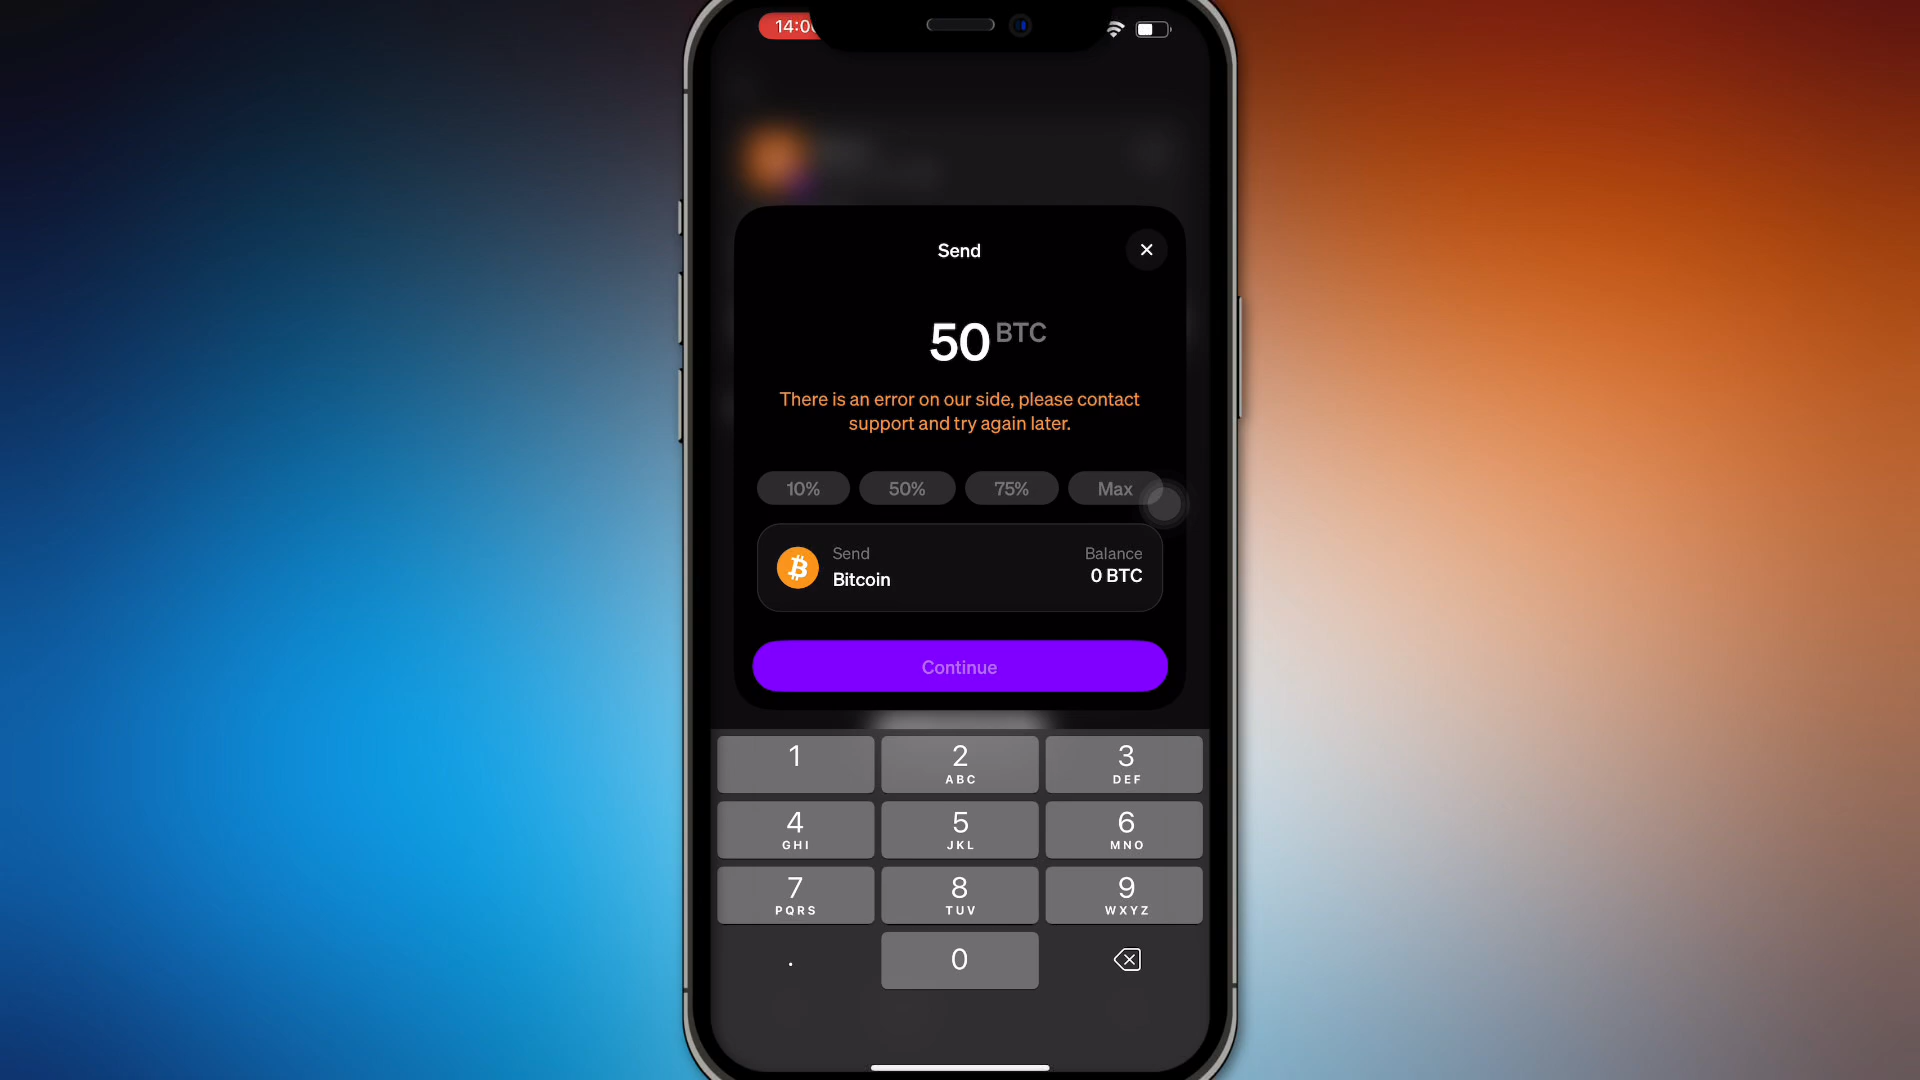 14:0
Send
50 BTC
There is an error on our side, please contact
support and try again later.
10% 50% 75% Max
Send Balance
Bitcoin 0 BTC
Continue
1 2 3
ABC DEF
4 5 6
GHI JKL MNO
7 8 9
PQRS TUV WXYZ
. 0